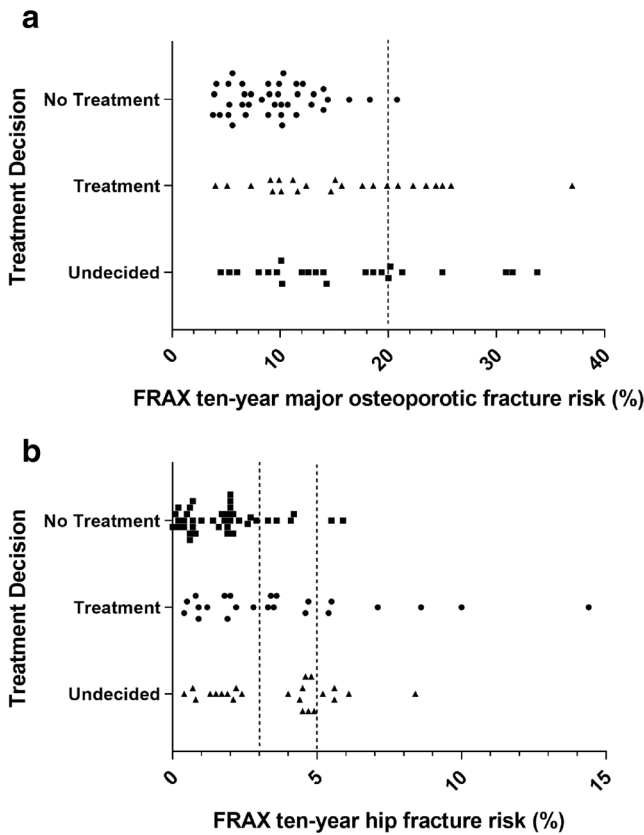 a
Treatment Decision
No Treatment
Treatment
Undecided
0
10
20
30
40
FRAX ten-year major osteoporotic fracture risk (%)
b
Treatment Decision
No Treatment
Treatment
Undecided
0
5
10
15
FRAX ten-year hip fracture risk (%)